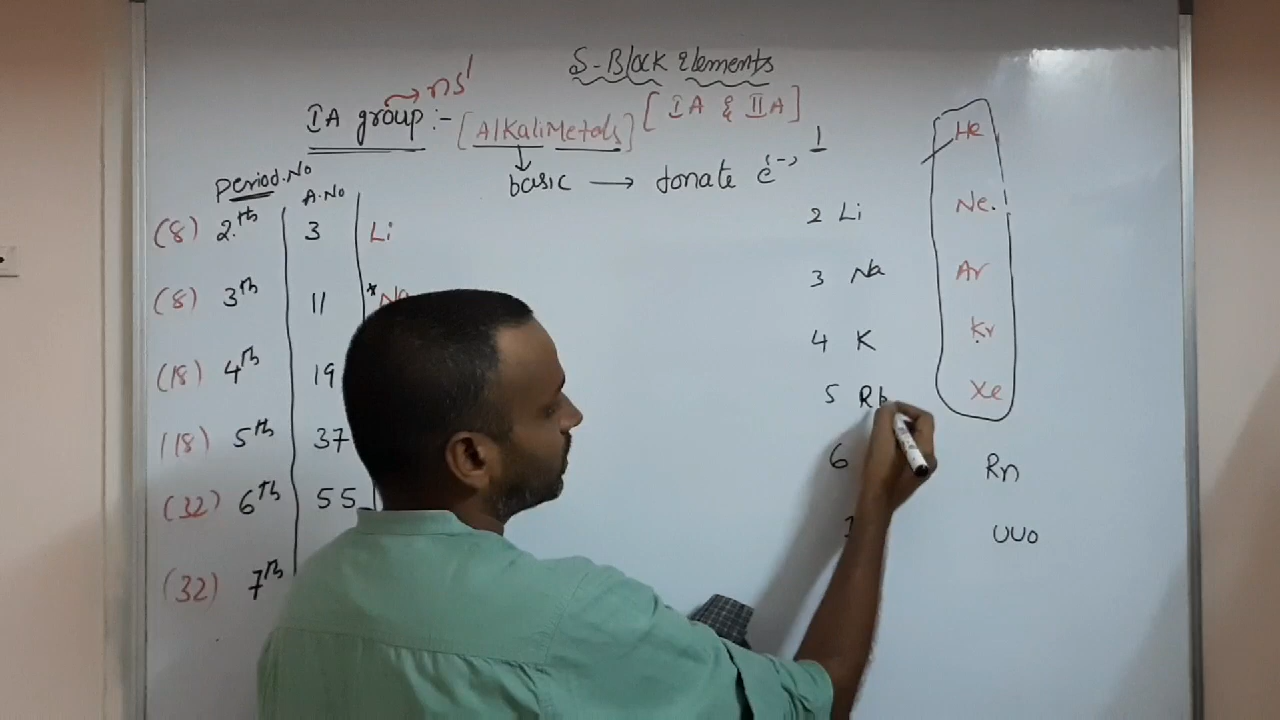 S-Block Elements
IA group → ns¹ :- [Alkali Metals] [IA & IIA]
basic → donate e(-)
Period.No A.No
(8) 2.th 3 Li
(8) 3th 11 *Na
(18) 4th 19
(18) 5th 37
(32) 6th 55
(32) 7th
1 He
2 Li Ne.
3 Na Ar
4 K Kr
5 Rb Xe
6 Rn
UUo